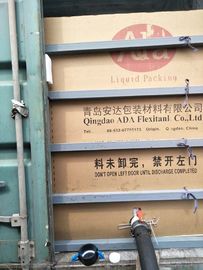 Ada
Liquid Packing
青岛安达包装材料有限公司
Qingdao ADA Flexitank Co.,Ltd
料未卸完，禁开左门
DON'T OPEN LEFT DOOR UNTIL DISCHARGE COMPLETED